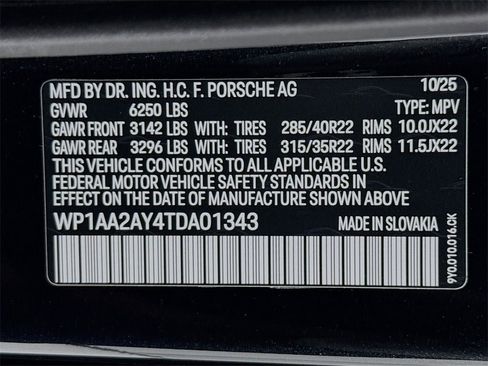 MFD BY DR. ING. H.C. F. PORSCHE AG 10/25
GVWR 6250 LBS TYPE: MPV
GAWR FRONT 3142 LBS WITH: TIRES 285/40R22 RIMS 10.0JX22
GAWR REAR 3296 LBS WITH: TIRES 315/35R22 RIMS 11.5JX22
THIS VEHICLE CONFORMS TO ALL APPLICABLE U.S.
FEDERAL MOTOR VEHICLE SAFETY STANDARDS IN
EFFECT ON THE DATE OF MANUFACTURE SHOWN ABOVE
WP1AA2AY4TDA01343 MADE IN SLOVAKIA
9Y0.010.016.CK